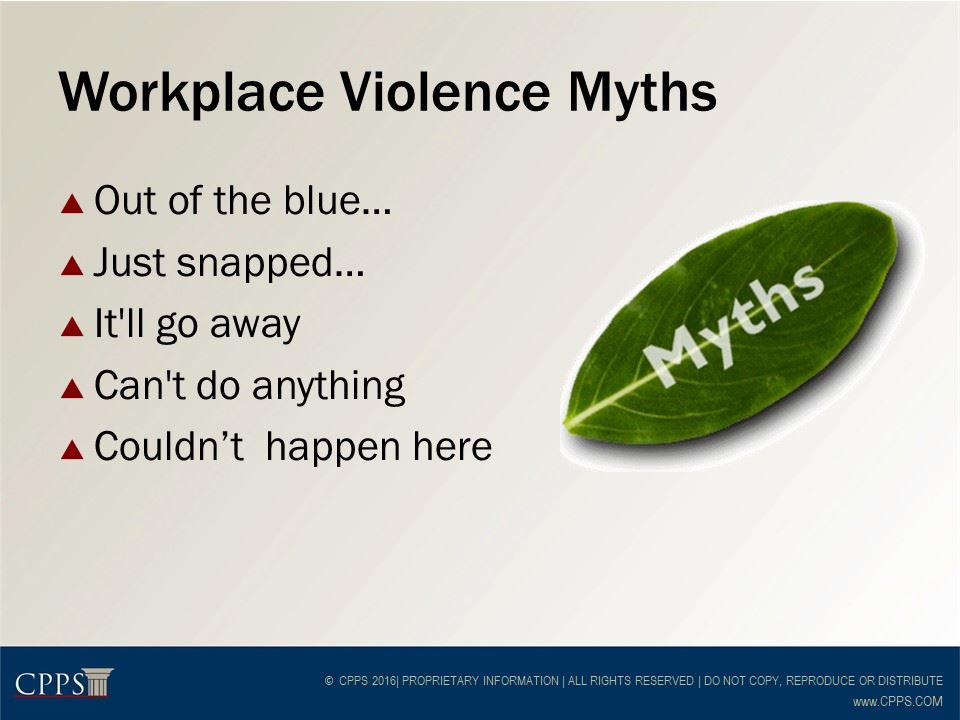 Workplace Violence Myths
▲ Out of the blue...
▲ Just snapped...
▲ It'll go away
▲ Can't do anything
▲ Couldn’t  happen here
Myths
CPPS
© CPPS 2016| PROPRIETARY INFORMATION | ALL RIGHTS RESERVED | DO NOT COPY, REPRODUCE OR DISTRIBUTE
www.CPPS.COM